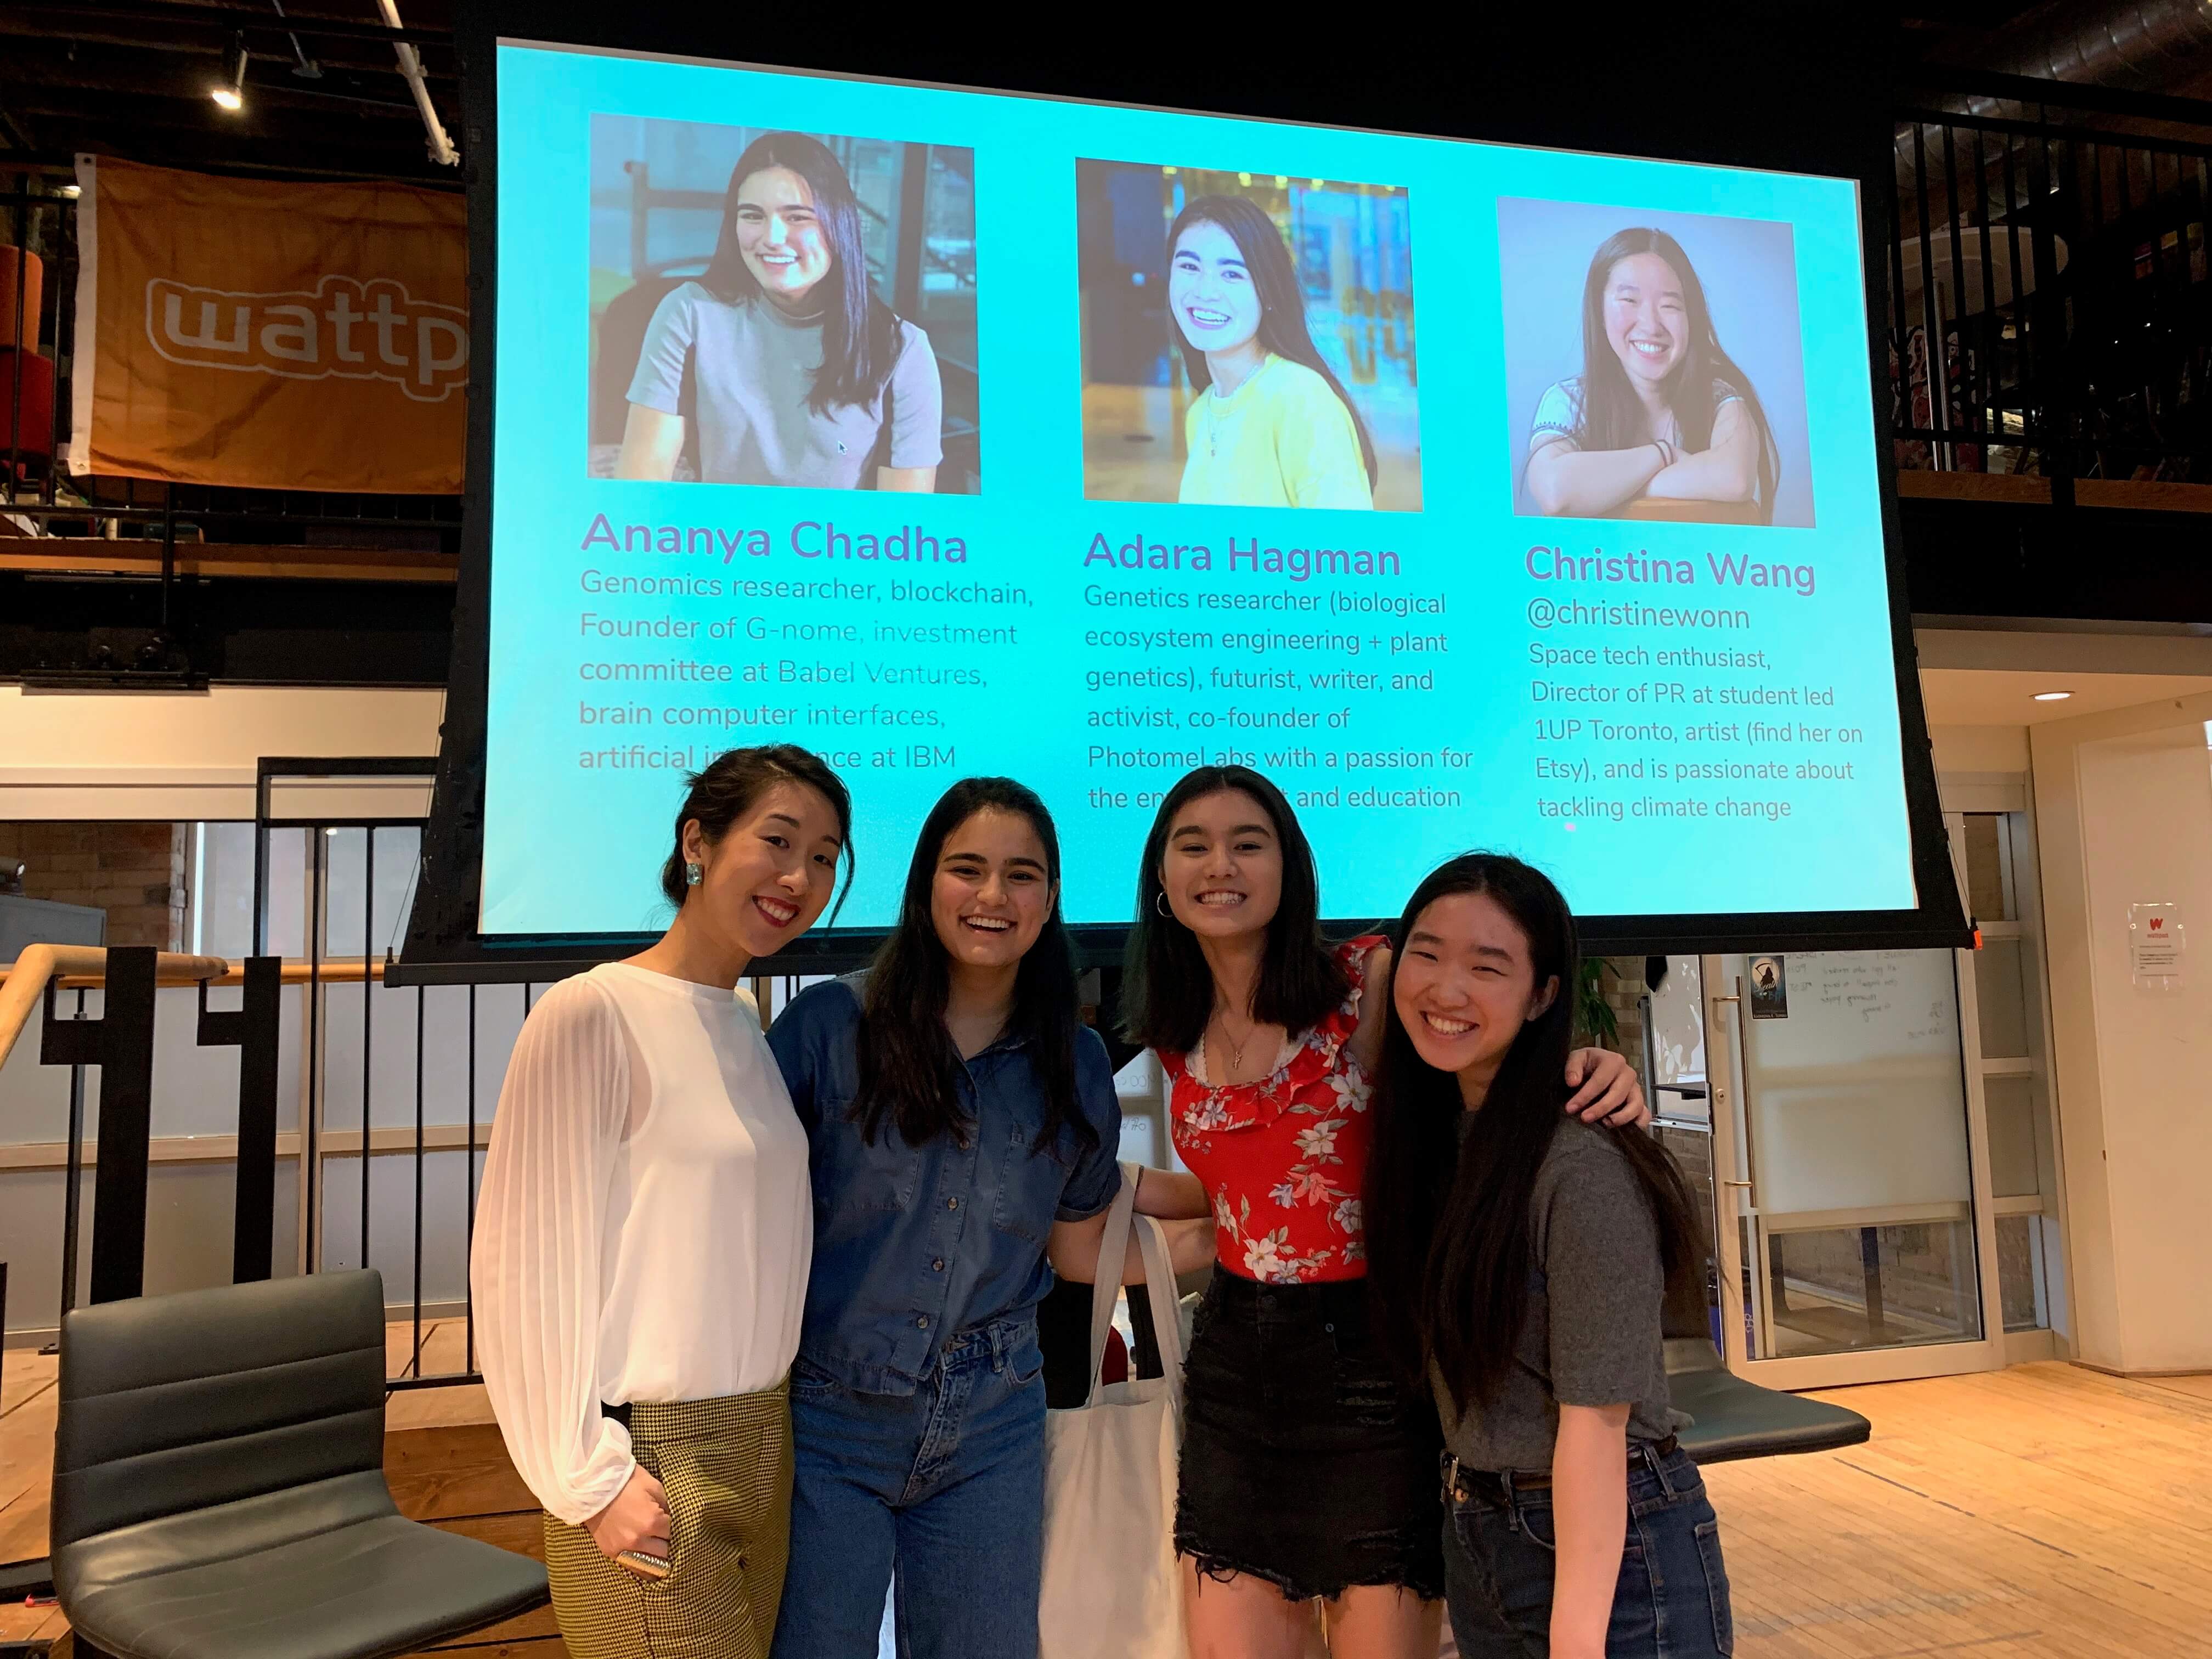 wattp
Ananya Chadha
Genomics researcher, blockchain,
Founder of G-nome, investment
committee at Babel Ventures,
brain computer interfaces,
artificial nce at IBM
Adara Hagman
Genetics researcher (biological
ecosystem engineering + plant
genetics), futurist, writer, and
activist, co-founder of
PhotomeLabs with a passion for
the en and education
Christina Wang
@christinewonn
Space tech enthusiast,
Director of PR at student led
1UP Toronto, artist (find her on
Etsy), and is passionate about
tackling climate change
W
wattpad